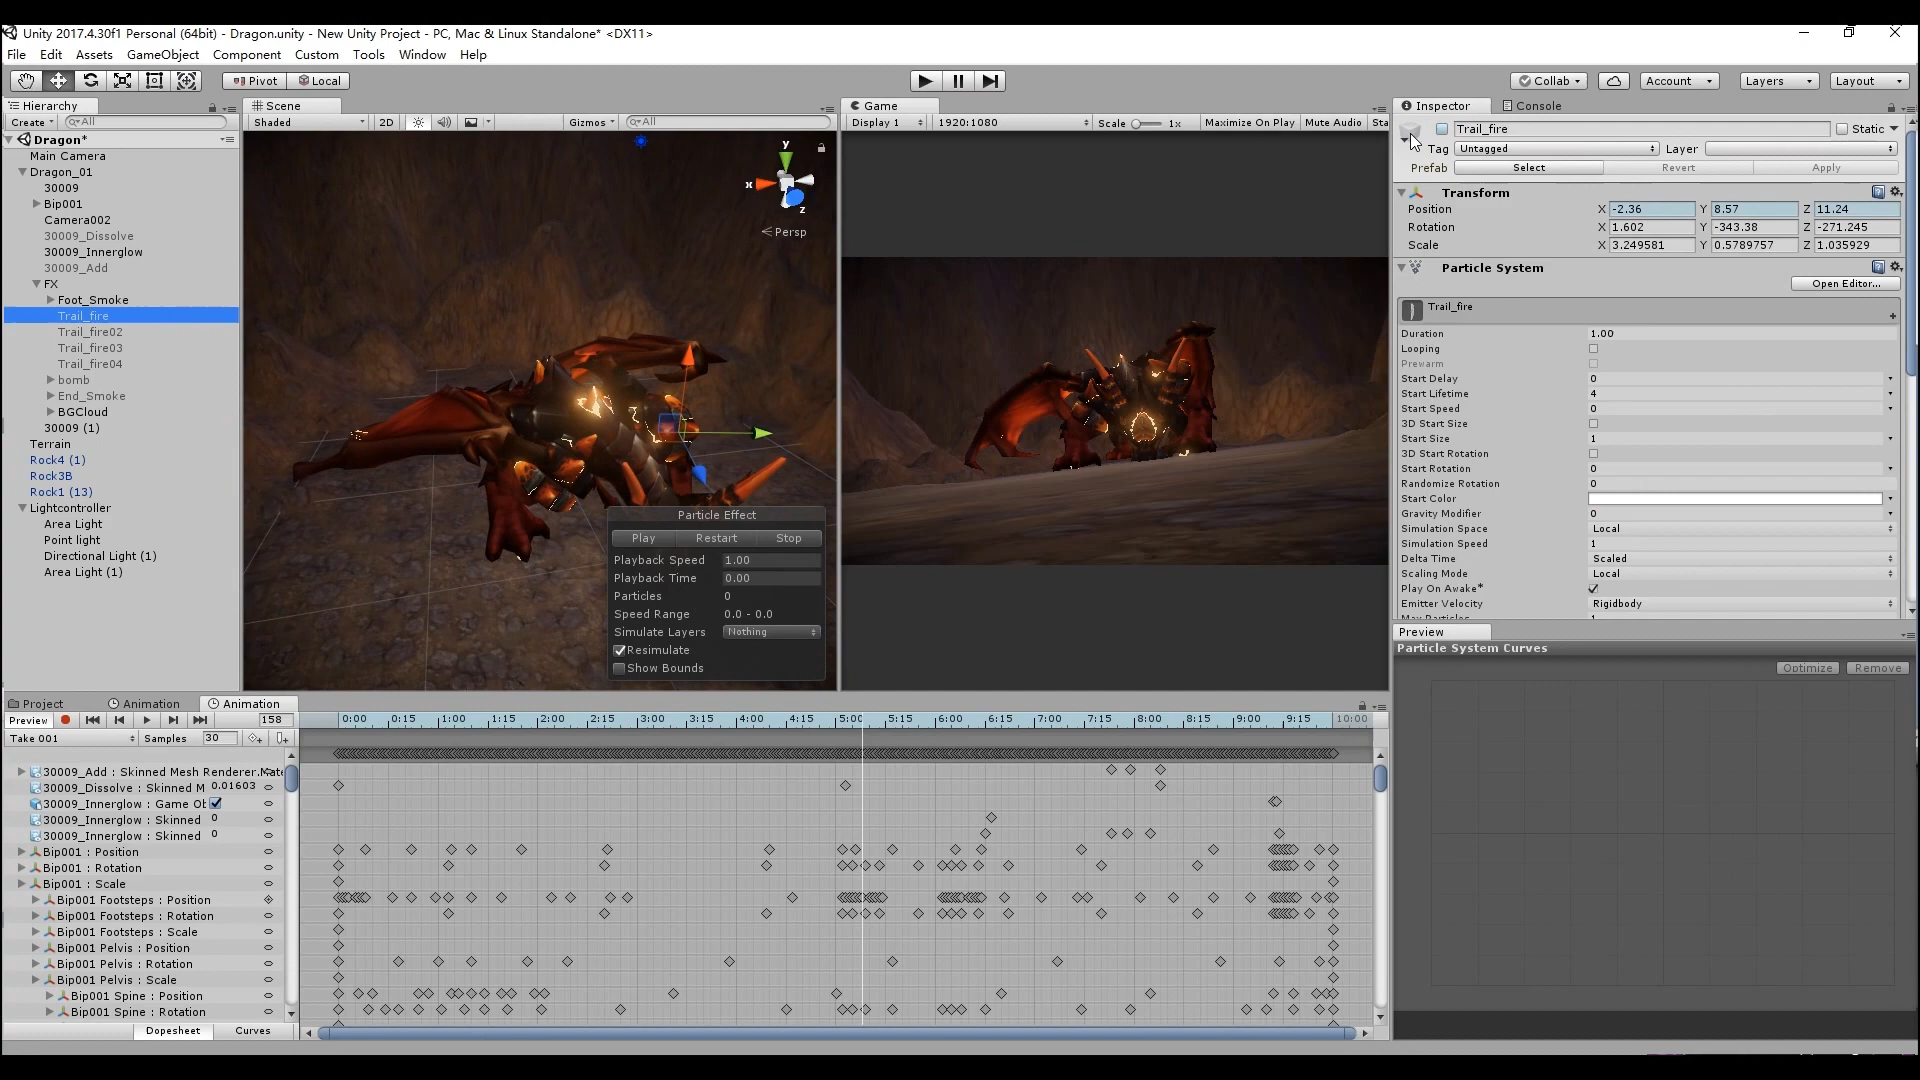 Unity 2017.4.30f1 Personal (64bit) - Dragon.unity - New Unity Project - PC, Mac & Linux Standalone* <DX11>
File Edit Assets GameObject Component Custom Tools Window Help
Pivot Local
Collab Account Layers Layout
Hierarchy
Create All
Dragon*
Main Camera
Dragon_01
30009
Bip001
Camera002
30009_Dissolve
30009_Innerglow
30009_Add
FX
Foot_Smoke
Trail_fire
Trail_fire02
Trail_fire03
Trail_fire04
bomb
End_Smoke
BGCloud
30009 (1)
Terrain
Rock4 (1)
Rock3B
Rock1 (13)
Lightcontroller
Area Light
Point light
Directional Light (1)
Area Light (1)
Scene
Shaded 2D Gizmos All
y
x
z
Persp
Particle Effect
Play Restart Stop
Playback Speed 1.00
Playback Time 0.00
Particles 0
Speed Range 0.0 - 0.0
Simulate Layers Nothing
Resimulate
Show Bounds
Game
Display 1 1920:1080 Scale 1x Maximize On Play Mute Audio Sta
Inspector Console
Trail_fire Static
Tag Untagged Layer
Prefab Select Revert Apply
Transform
Position X -2.36 Y 8.57 Z 11.24
Rotation X 1.602 Y -343.38 Z -271.245
Scale X 3.249581 Y 0.5789757 Z 1.035929
Particle System
Open Editor...
Trail_fire
Duration 1.00
Looping
Prewarm
Start Delay 0
Start Lifetime 4
Start Speed 0
3D Start Size
Start Size 1
3D Start Rotation
Start Rotation 0
Randomize Rotation 0
Start Color
Gravity Modifier 0
Simulation Space Local
Simulation Speed 1
Delta Time Scaled
Scaling Mode Local
Play On Awake*
Emitter Velocity Rigidbody
Max Particles 1
Preview
Particle System Curves
Optimize Remove
Project Animation Animation
Preview 158
0:00 0:15 1:00 1:15 2:00 2:15 3:00 3:15 4:00 4:15 5:00 5:15 6:00 6:15 7:00 7:15 8:00 8:15 9:00 9:15 10:00
Take 001 Samples 30
30009_Add : Skinned Mesh Renderer.Mate
30009_Dissolve : Skinned M 0.01603
30009_Innerglow : Game Ob
30009_Innerglow : Skinned 0
30009_Innerglow : Skinned 0
Bip001 : Position
Bip001 : Rotation
Bip001 : Scale
Bip001 Footsteps : Position
Bip001 Footsteps : Rotation
Bip001 Footsteps : Scale
Bip001 Pelvis : Position
Bip001 Pelvis : Rotation
Bip001 Pelvis : Scale
Bip001 Spine : Position
Bip001 Spine : Rotation
Dopesheet Curves